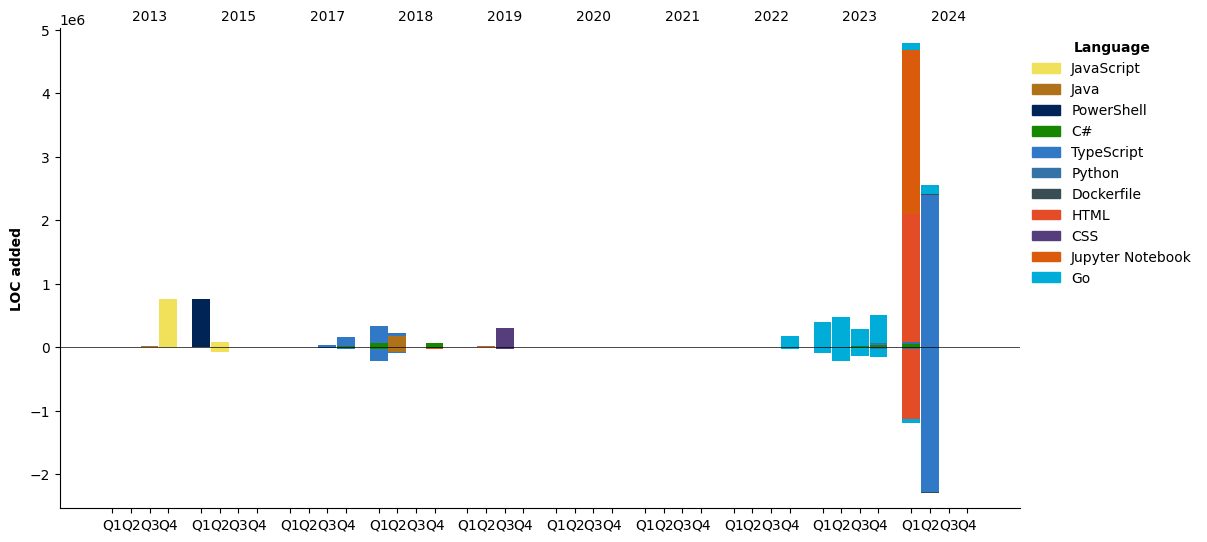 2013 2015 2017 2018 2019 2020 2021 2022 2023 2024
1e6
5
4
3
2
1
0
−1
−2
LOC added
Q1Q2Q3Q4 Q1Q2Q3Q4 Q1Q2Q3Q4 Q1Q2Q3Q4 Q1Q2Q3Q4 Q1Q2Q3Q4 Q1Q2Q3Q4 Q1Q2Q3Q4 Q1Q2Q3Q4 Q1Q2Q3Q4
Language
JavaScript
Java
PowerShell
C#
TypeScript
Python
Dockerfile
HTML
CSS
Jupyter Notebook
Go